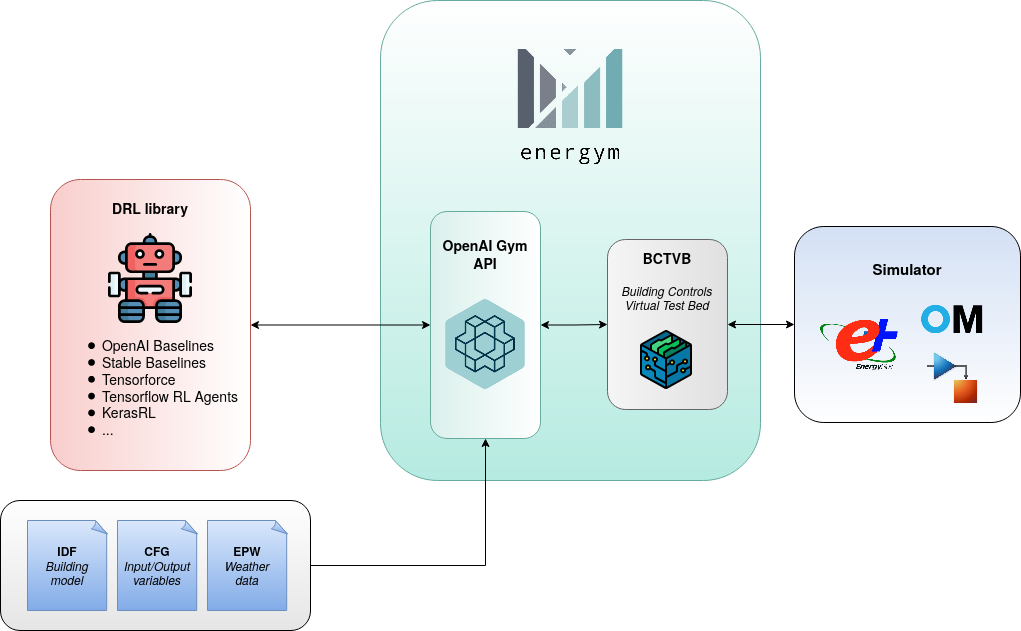 energym
DRL library
OpenAI Baselines
Stable Baselines
Tensorforce
Tensorflow RL Agents
KerasRL
...
OpenAI Gym
API
BCTVB
Building Controls
Virtual Test Bed
Simulator
e+
Energy
OM
IDF
Building
model
CFG
Input/Output
variables
EPW
Weather
data